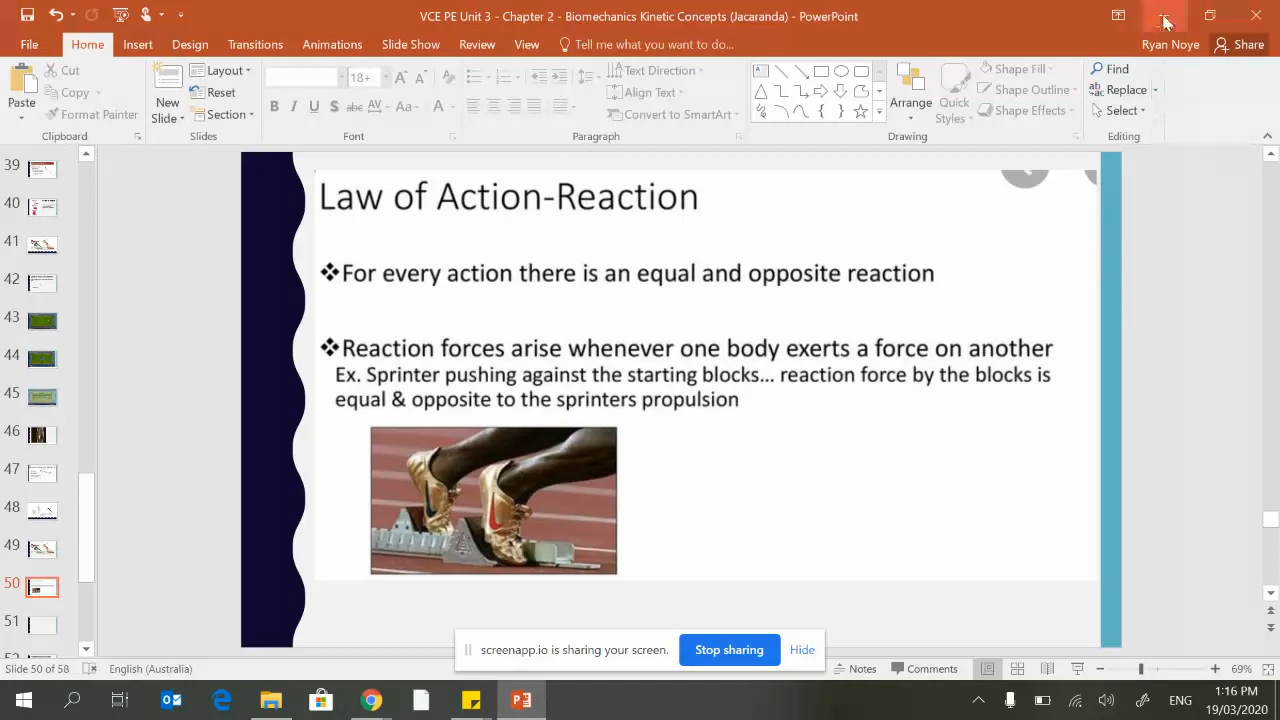 VCE PE Unit 3 - Chapter 2 - Biomechanics Kinetic Concepts (Jacaranda) - PowerPoint
File Home Insert Design Transitions Animations Slide Show Review View Tell me what you want to do... Ryan Noye Share
Cut Layout 18+ Text Direction Shape Fill Find
Copy Reset Align Text Shape Outline Replace
Paste New Arrange Quick
Format Painter Slide Section B I U S abc AV Aa A Convert to SmartArt Styles Shape Effects Select
Clipboard Slides Font Paragraph Drawing Editing
39
40
41
42
43
44
45
46
47
48
49
50
51
Law of Action-Reaction
❖For every action there is an equal and opposite reaction
❖Reaction forces arise whenever one body exerts a force on another
Ex. Sprinter pushing against the starting blocks... reaction force by the blocks is
equal & opposite to the sprinters propulsion
screenapp.io is sharing your screen. Stop sharing Hide
Slide 50 of 58 English (Australia) Notes Comments 69%
ENG 1:16 PM
19/03/2020